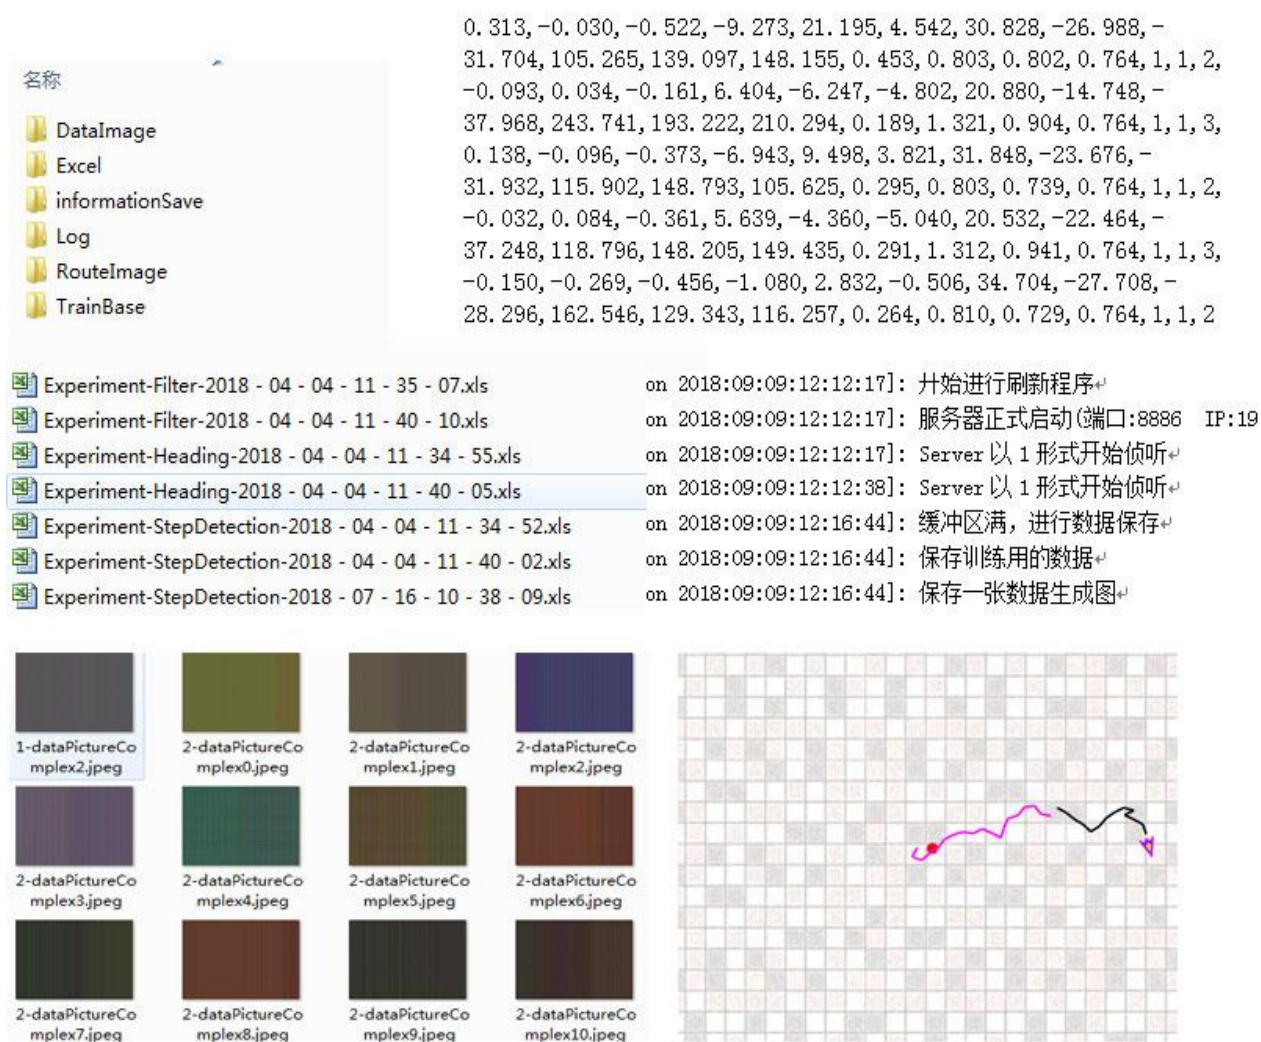 名称
DataImage
Excel
informationSave
Log
RouteImage
TrainBase
0.313,-0.030,-0.522,-9.273,21.195,4.542,30.828,-26.988,-
31.704,105.265,139.097,148.155,0.453,0.803,0.802,0.764,1,1,2,
-0.093,0.034,-0.161,6.404,-6.247,-4.802,20.880,-14.748,-
37.968,243.741,193.222,210.294,0.189,1.321,0.904,0.764,1,1,3,
0.138,-0.096,-0.373,-6.943,9.498,3.821,31.848,-23.676,-
31.932,115.902,148.793,105.625,0.295,0.803,0.739,0.764,1,1,2,
-0.032,0.084,-0.361,5.639,-4.360,-5.040,20.532,-22.464,-
37.248,118.796,148.205,149.435,0.291,1.312,0.941,0.764,1,1,3,
-0.150,-0.269,-0.456,-1.080,2.832,-0.506,34.704,-27.708,-
28.296,162.546,129.343,116.257,0.264,0.810,0.729,0.764,1,1,2
Experiment-Filter-2018 - 04 - 04 - 11 - 35 - 07.xls
Experiment-Filter-2018 - 04 - 04 - 11 - 40 - 10.xls
Experiment-Heading-2018 - 04 - 04 - 11 - 34 - 55.xls
Experiment-Heading-2018 - 04 - 04 - 11 - 40 - 05.xls
Experiment-StepDetection-2018 - 04 - 04 - 11 - 34 - 52.xls
Experiment-StepDetection-2018 - 04 - 04 - 11 - 40 - 02.xls
Experiment-StepDetection-2018 - 07 - 16 - 10 - 38 - 09.xls
on 2018:09:09:12:12:17]: 开始进行刷新程序
on 2018:09:09:12:12:17]: 服务器正式启动(端口:8886 IP:19
on 2018:09:09:12:12:17]: Server 以 1 形式开始侦听
on 2018:09:09:12:12:38]: Server 以 1 形式开始侦听
on 2018:09:09:12:16:44]: 缓冲区满，进行数据保存
on 2018:09:09:12:16:44]: 保存训练用的数据
on 2018:09:09:12:16:44]: 保存一张数据生成图
1-dataPictureCo
mplex2.jpeg
2-dataPictureCo
mplex0.jpeg
2-dataPictureCo
mplex1.jpeg
2-dataPictureCo
mplex2.jpeg
2-dataPictureCo
mplex3.jpeg
2-dataPictureCo
mplex4.jpeg
2-dataPictureCo
mplex5.jpeg
2-dataPictureCo
mplex6.jpeg
2-dataPictureCo
mplex7.jpeg
2-dataPictureCo
mplex8.jpeg
2-dataPictureCo
mplex9.jpeg
2-dataPictureCo
mplex10.jpeg